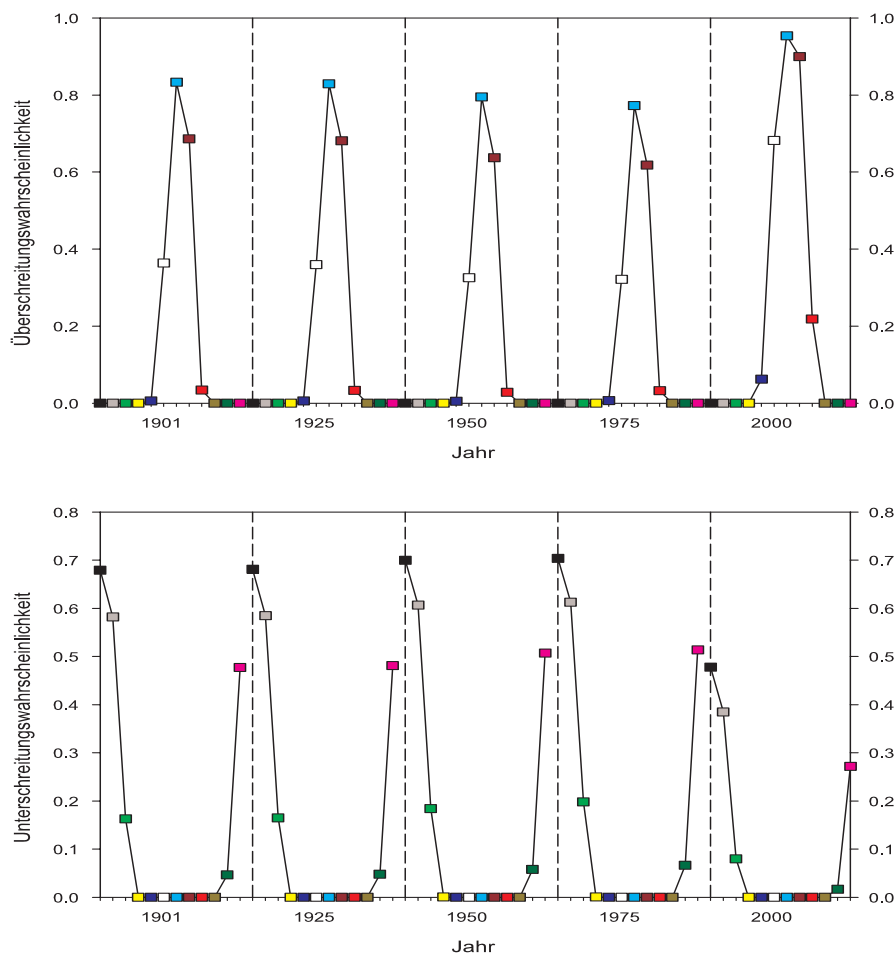 1.0 1.0
0.8 0.8
0.6 0.6
0.4 0.4
0.2 0.2
0.0 0.0
Überschreitungswahrscheinlichkeit
1901 1925 1950 1975 2000
Jahr
0.8 0.8
0.7 0.7
0.6 0.6
0.5 0.5
0.4 0.4
0.3 0.3
0.2 0.2
0.1 0.1
0.0 0.0
Unterschreitungswahrscheinlichkeit
1901 1925 1950 1975 2000
Jahr